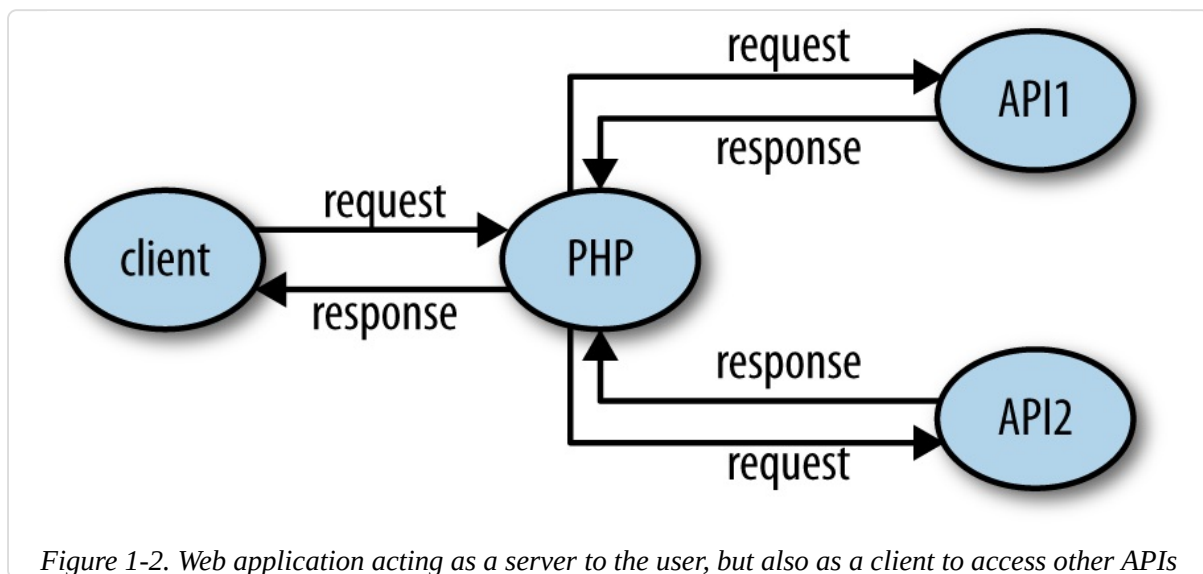 request
API1
response
request
client
PHP
response
response
API2
request
Figure 1-2. Web application acting as a server to the user, but also as a client to access other APIs